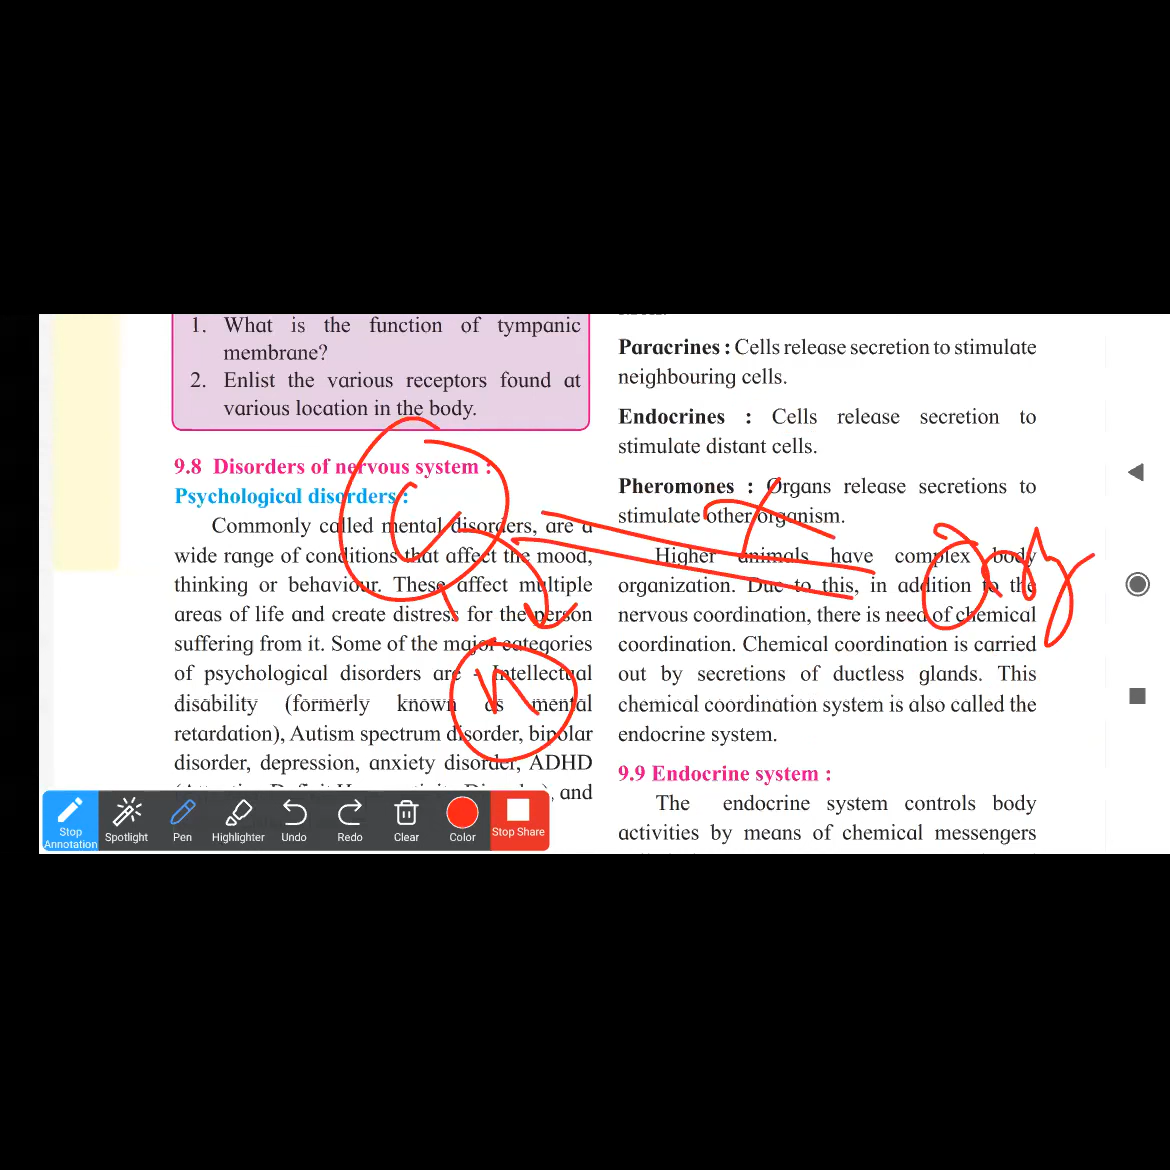 1. What is the function of tympanic
membrane?
2. Enlist the various receptors found at
various location in the body.
9.8 Disorders of nervous system :
Psychological disorders :
Commonly called mental disorders, are a
wide range of conditions that affect the mood,
thinking or behaviour. These affect multiple
areas of life and create distress for the person
suffering from it. Some of the major categories
of psychological disorders are - Intellectual
disability (formerly known as mental
retardation), Autism spectrum disorder, bipolar
disorder, depression, anxiety disorder, ADHD
, and
Paracrines : Cells release secretion to stimulate
neighbouring cells.
Endocrines : Cells release secretion to
stimulate distant cells.
Pheromones : Organs release secretions to
stimulate other organism.
Higher animals have complex body
organization. Due to this, in addition to the
nervous coordination, there is need of chemical
coordination. Chemical coordination is carried
out by secretions of ductless glands. This
chemical coordination system is also called the
endocrine system.
9.9 Endocrine system :
The endocrine system controls body
activities by means of chemical messengers
Stop
Annotation
Spotlight
Pen
Highlighter
Undo
Redo
Clear
Color
Stop Share